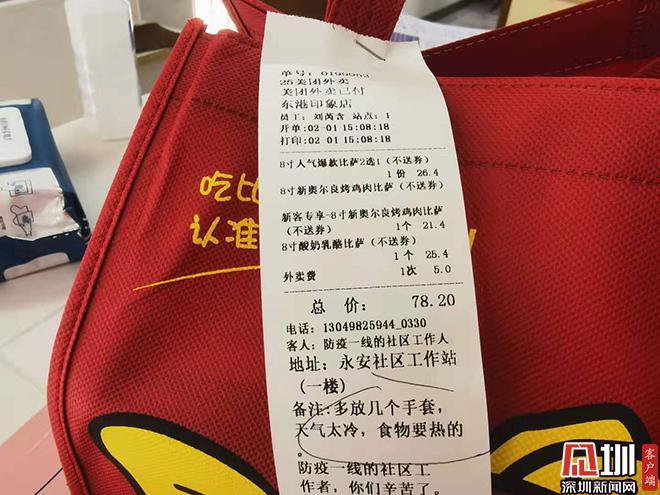 单号: 0100053
25美团外卖
美团外卖已付
东港印象店
员工: 刘芮含 站点: 1
开单:02-01 15:08:18
打印:02-01 15:08:18
8寸人气爆款比萨2选1(不送券)
1 份 26.4
8寸新奥尔良烤鸡肉比萨(不送券)
新客专享-8寸新奥尔良烤鸡肉比萨
(不送券) 1 个 21.4
8寸酸奶乳酪比萨(不送券)
1 个 25.4
外卖费 1次 5.0
总 价: 78.20
电话: 13049825944_0330
客人: 防疫一线的社区工作人
地址: 永安社区工作站
(一楼)
备注:多放几个手套,
天气太冷, 食物要热的
。
防疫一线的社区工
作者, 你们辛苦了。
深圳新闻网
客户端